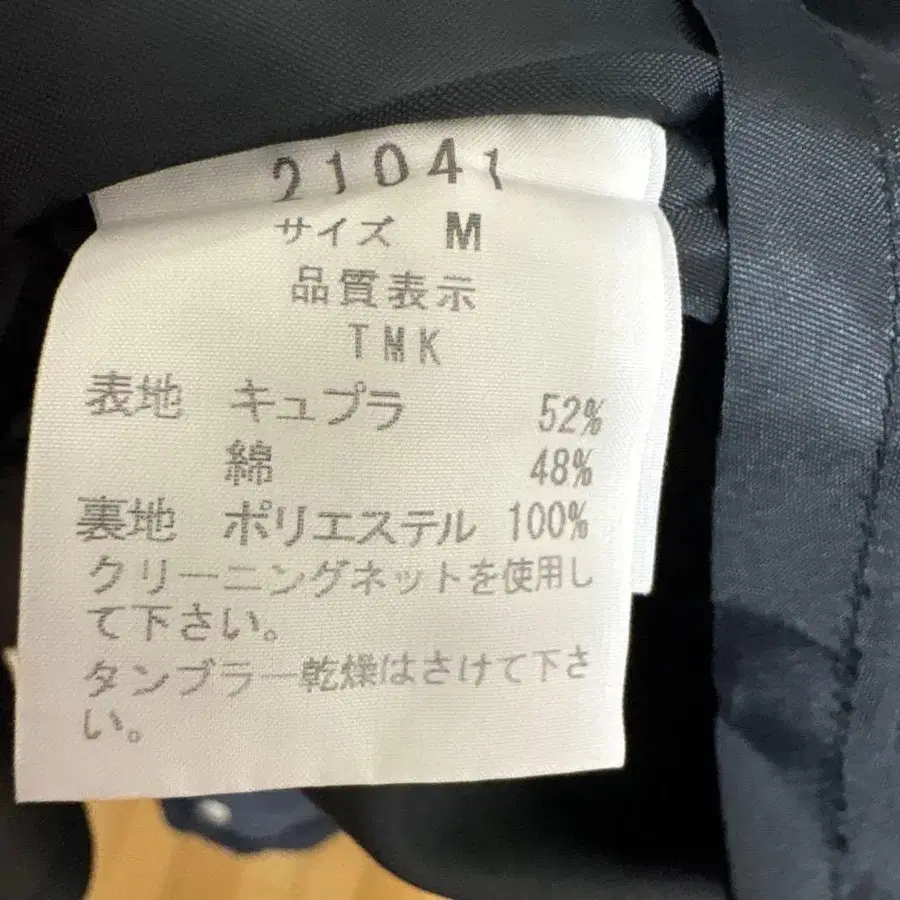 21041
サイズ M
品質表示
TMK
表地 キュプラ 52%
綿 48%
裏地 ポリエステル 100%
クリーニングネットを使用し
て下さい。
タンブラー乾燥はさけて下さ
い。